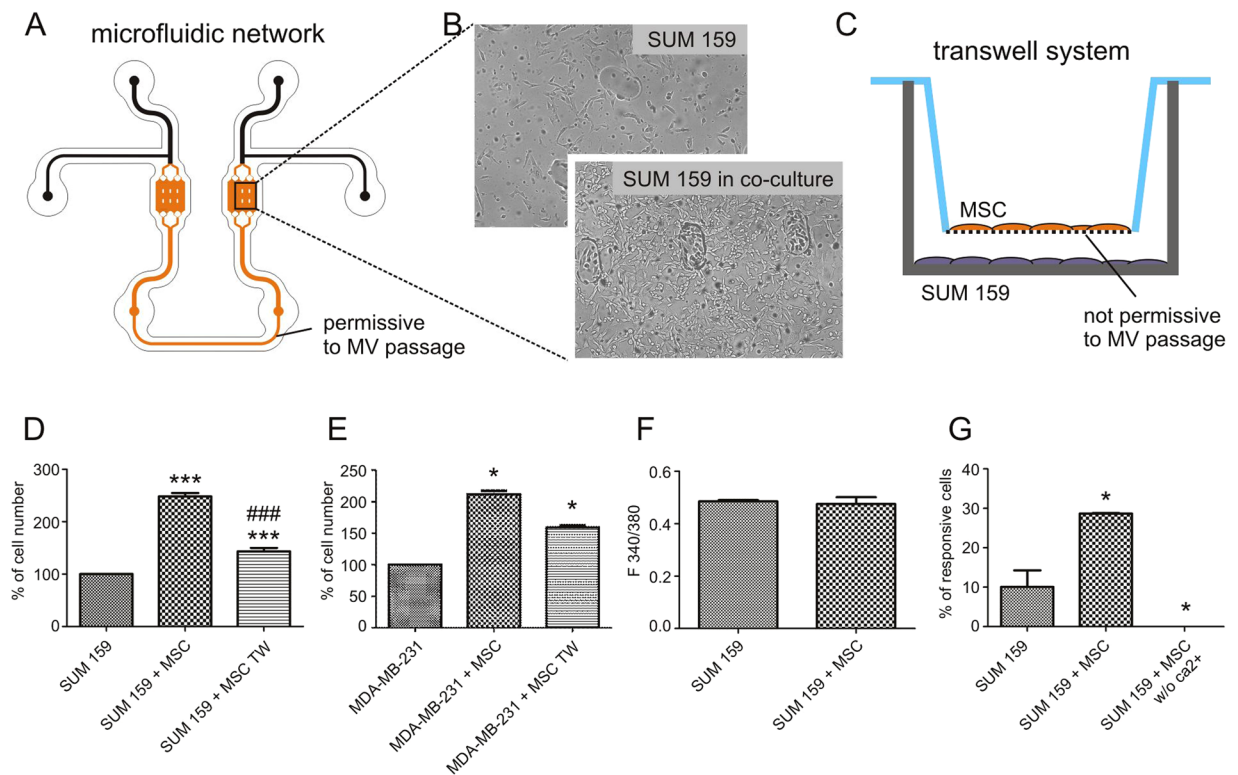 A
microfluidic network
permissive
to MV passage
B
SUM 159
SUM 159 in co-culture
C
transwell system
MSC
SUM 159
not permissive
to MV passage
D
% of cell number
300
200
100
0
***
###
***
SUM 159
SUM 159 + MSC
SUM 159 + MSC TW
E
% of cell number
250
200
150
100
50
0
*
*
MDA-MB-231
MDA-MB-231 + MSC
MDA-MB-231 + MSC TW
F
F 340/380
0.6
0.4
0.2
0.0
SUM 159
SUM 159 + MSC
G
% of responsive cells
40
30
20
10
0
*
*
SUM 159
SUM 159 + MSC
SUM 159 + MSC
w/o ca2+